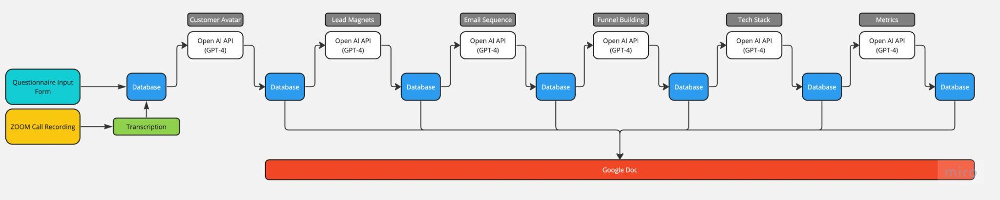 Customer Avatar
Lead Magnets
Email Sequence
Funnel Building
Tech Stack
Metrics
Open AI API
(GPT-4)
Open AI API
(GPT-4)
Open AI API
(GPT-4)
Open AI API
(GPT-4)
Open AI API
(GPT-4)
Open AI API
(GPT-4)
Questionnaire Input
Form
Database
Database
Database
Database
Database
Database
Database
ZOOM Call Recording
Transcription
Google Doc
miro